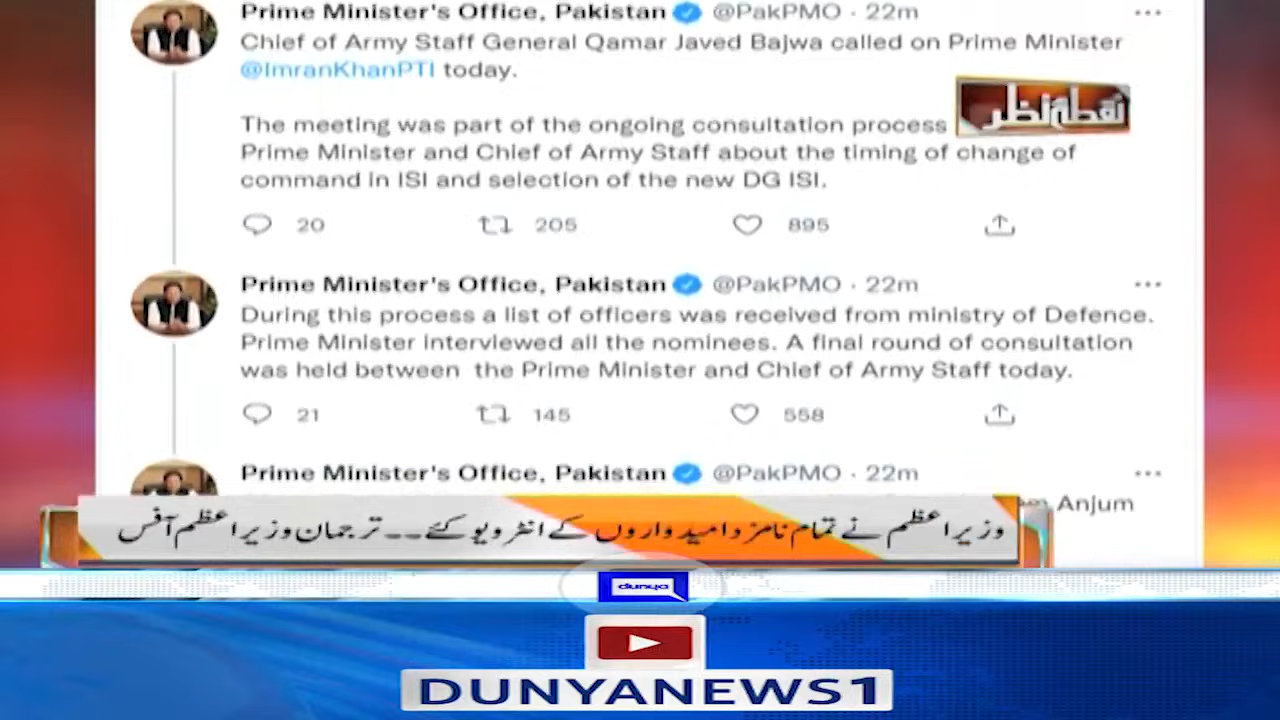 Prime Minister's Office, Pakistan @PakPMO · 22m
Chief of Army Staff General Qamar Javed Bajwa called on Prime Minister
@ImranKhanPTI today.
نقطۂ نظر
The meeting was part of the ongoing consultation process
Prime Minister and Chief of Army Staff about the timing of change of
command in ISI and selection of the new DG ISI.
20 205 895
Prime Minister's Office, Pakistan @PakPMO · 22m
During this process a list of officers was received from ministry of Defence.
Prime Minister interviewed all the nominees. A final round of consultation
was held between the Prime Minister and Chief of Army Staff today.
21 145 558
Prime Minister's Office, Pakistan @PakPMO · 22m
Anjum
وزیراعظم نے تمام نامزد امیدواروں کے انٹرویو کئے۔۔ ترجمان وزیراعظم آفس
dunya
DUNYANEWS1